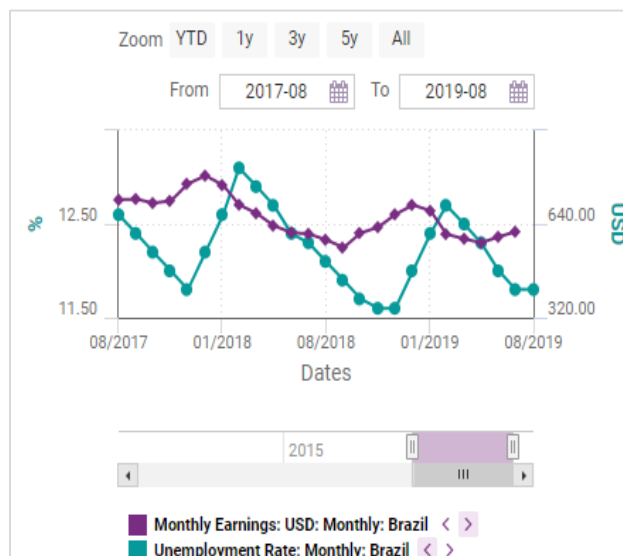 Zoom YTD 1y 3y 5y All
From 2017-08 To 2019-08
%
12.50
11.50
640.00
320.00
USD
08/2017 01/2018 08/2018 01/2019 08/2019
Dates
2015
Monthly Earnings: USD: Monthly: Brazil
Unemployment Rate: Monthly: Brazil